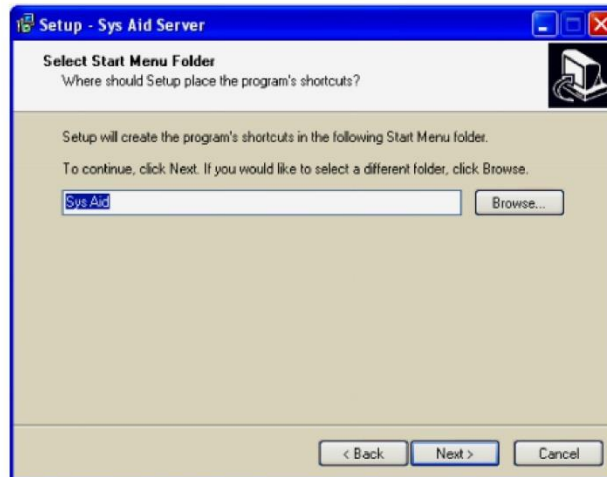 Setup - Sys Aid Server
Select Start Menu Folder
Where should Setup place the program's shortcuts?
Setup will create the program's shortcuts in the following Start Menu folder.
To continue, click Next. If you would like to select a different folder, click Browse.
Sys Aid
Browse...
< Back
Next >
Cancel